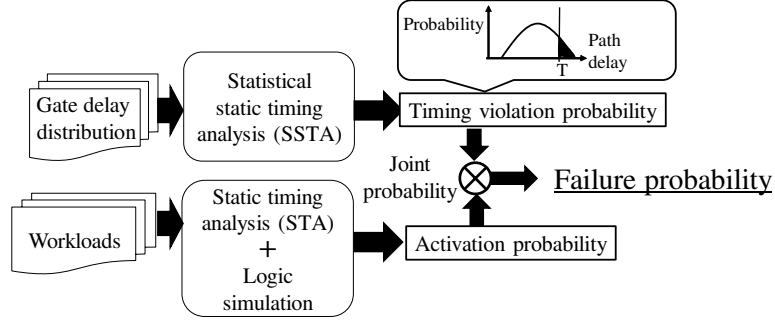 Probability
Path
delay
T
Gate delay
distribution
Statistical
static timing
analysis (SSTA)
Timing violation probability
Joint
probability
Failure probability
Workloads
Static timing
analysis (STA)
+
Logic
simulation
Activation probability